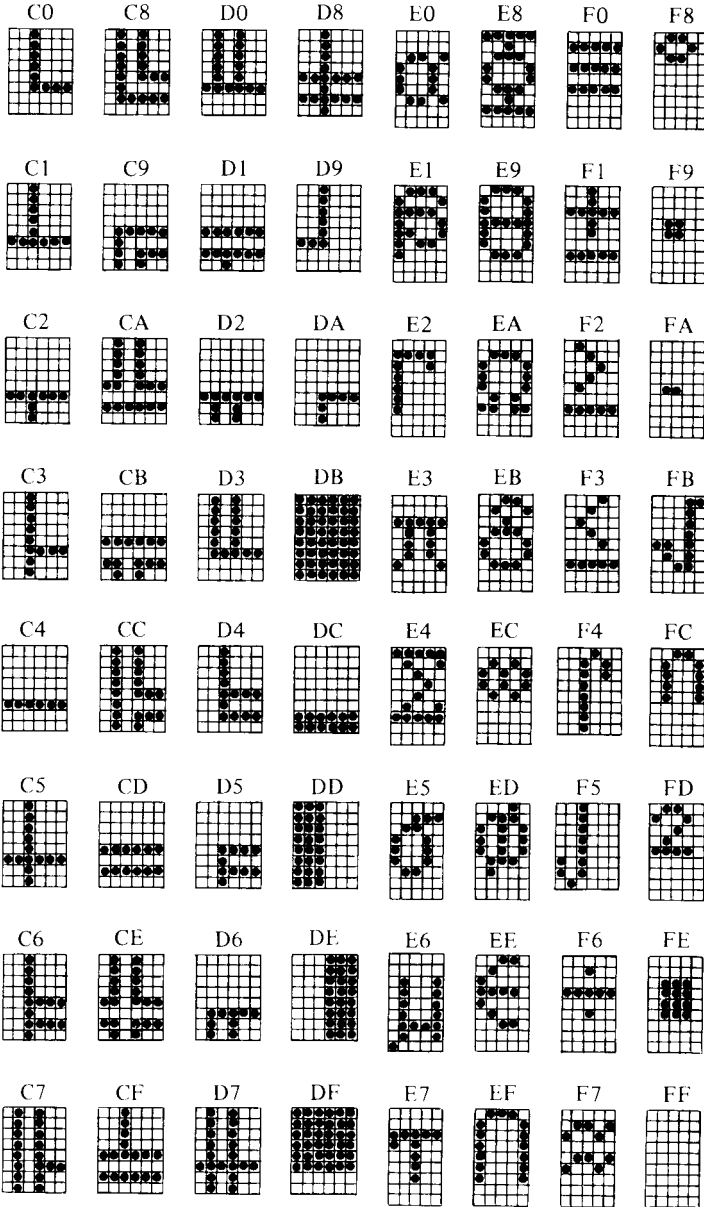 C0 C8 D0 D8 E0 E8 F0 F8
C1 C9 D1 D9 E1 E9 F1 F9
C2 CA D2 DA E2 EA F2 FA
C3 CB D3 DB E3 EB F3 FB
C4 CC D4 DC E4 EC F4 FC
C5 CD D5 DD E5 ED F5 FD
C6 CE D6 DE E6 EE F6 FE
C7 CF D7 DF E7 EF F7 FF